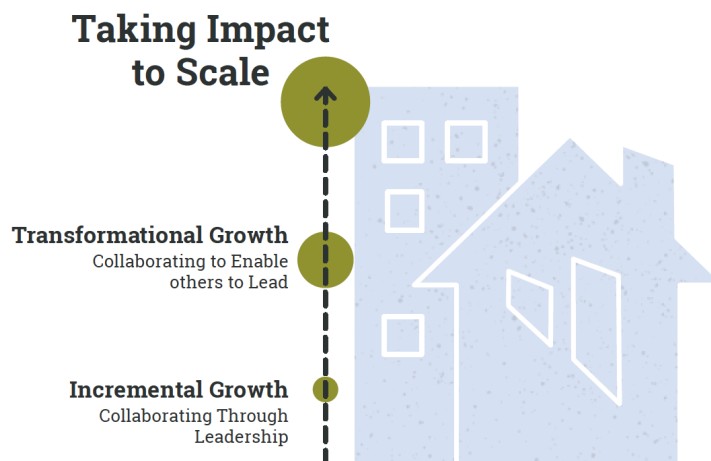 Taking Impact
to Scale
Transformational Growth
Collaborating to Enable
others to Lead
Incremental Growth
Collaborating Through
Leadership